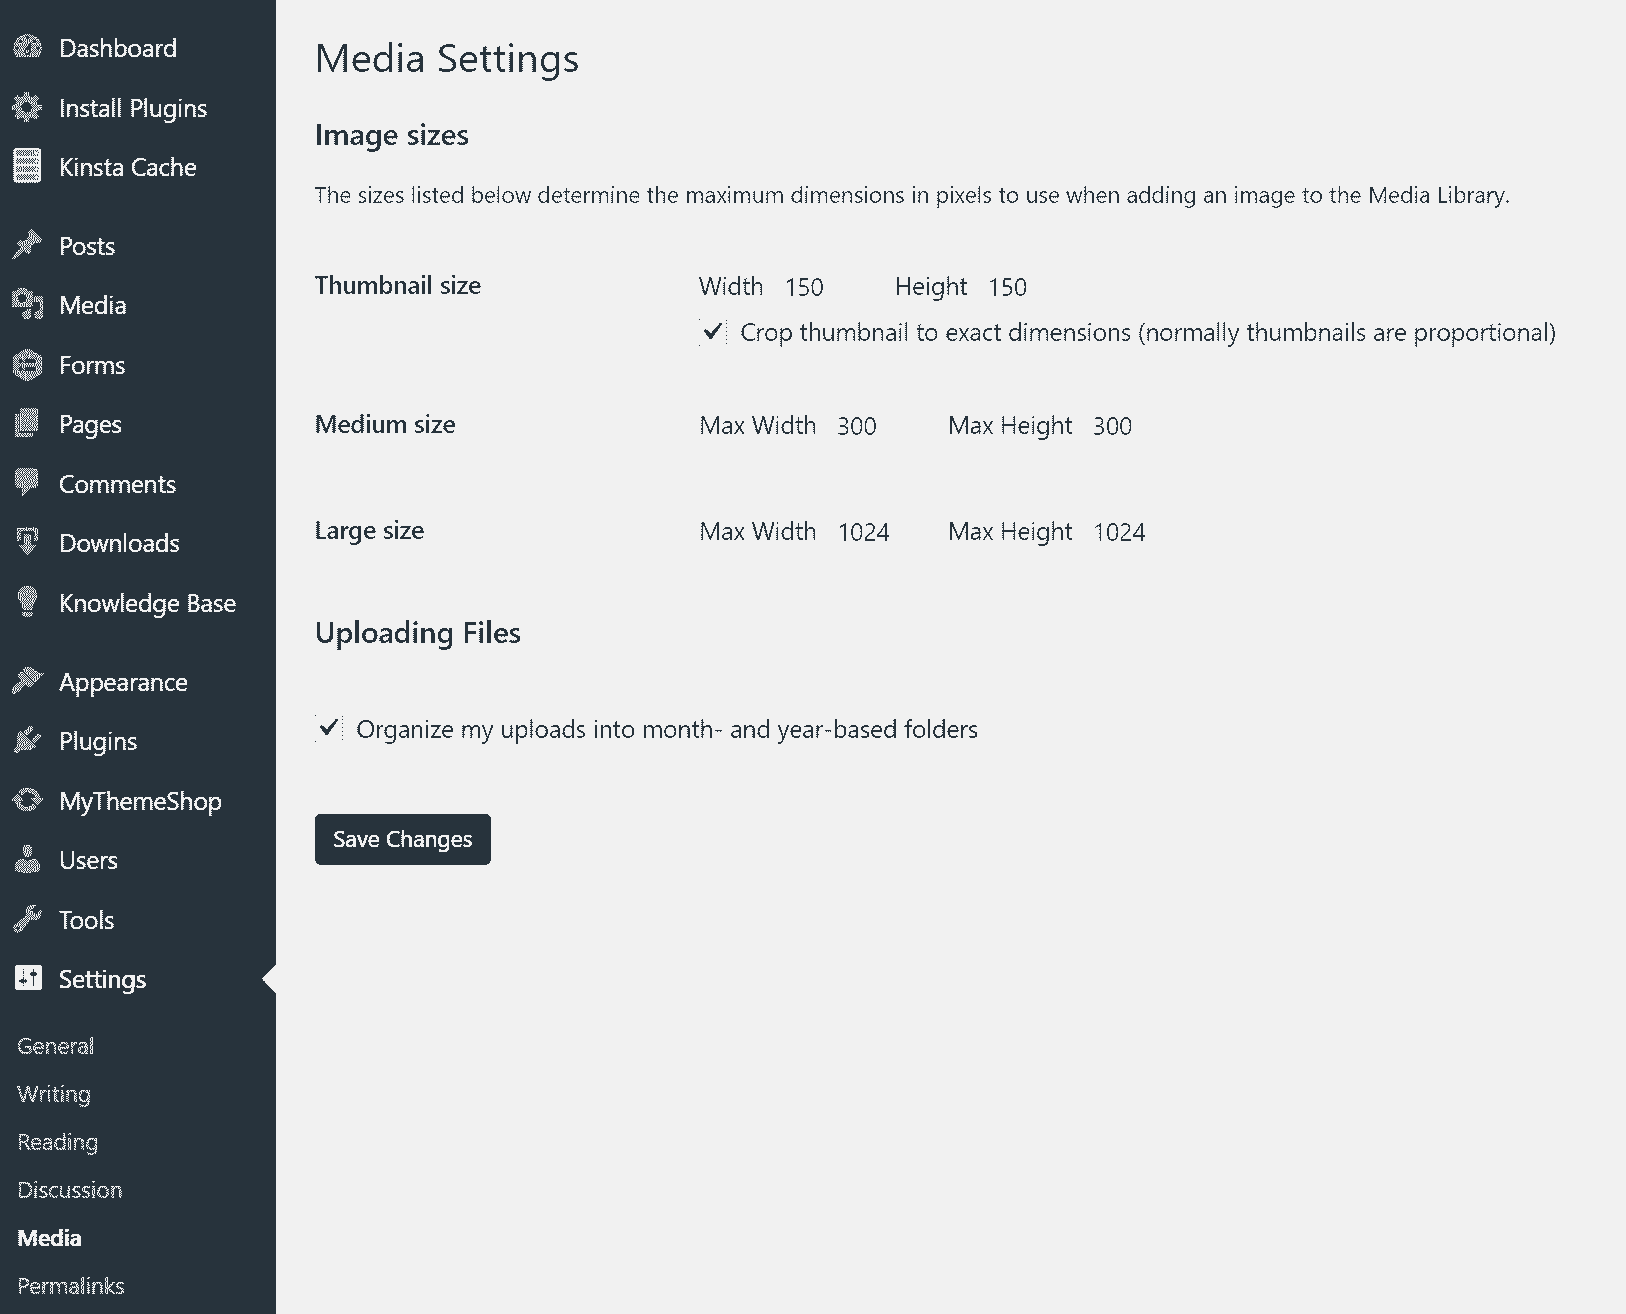 Dashboard
Install Plugins
Kinsta Cache
Posts
Media
Forms
Pages
Comments
Downloads
Knowledge Base
Appearance
Plugins
MyThemeShop
Users
Tools
Settings
General
Writing
Reading
Discussion
Media
Permalinks
Media Settings
Image sizes
The sizes listed below determine the maximum dimensions in pixels to use when adding an image to the Media Library.
Thumbnail size Width 150 Height 150
Crop thumbnail to exact dimensions (normally thumbnails are proportional)
Medium size Max Width 300 Max Height 300
Large size Max Width 1024 Max Height 1024
Uploading Files
Organize my uploads into month- and year-based folders
Save Changes